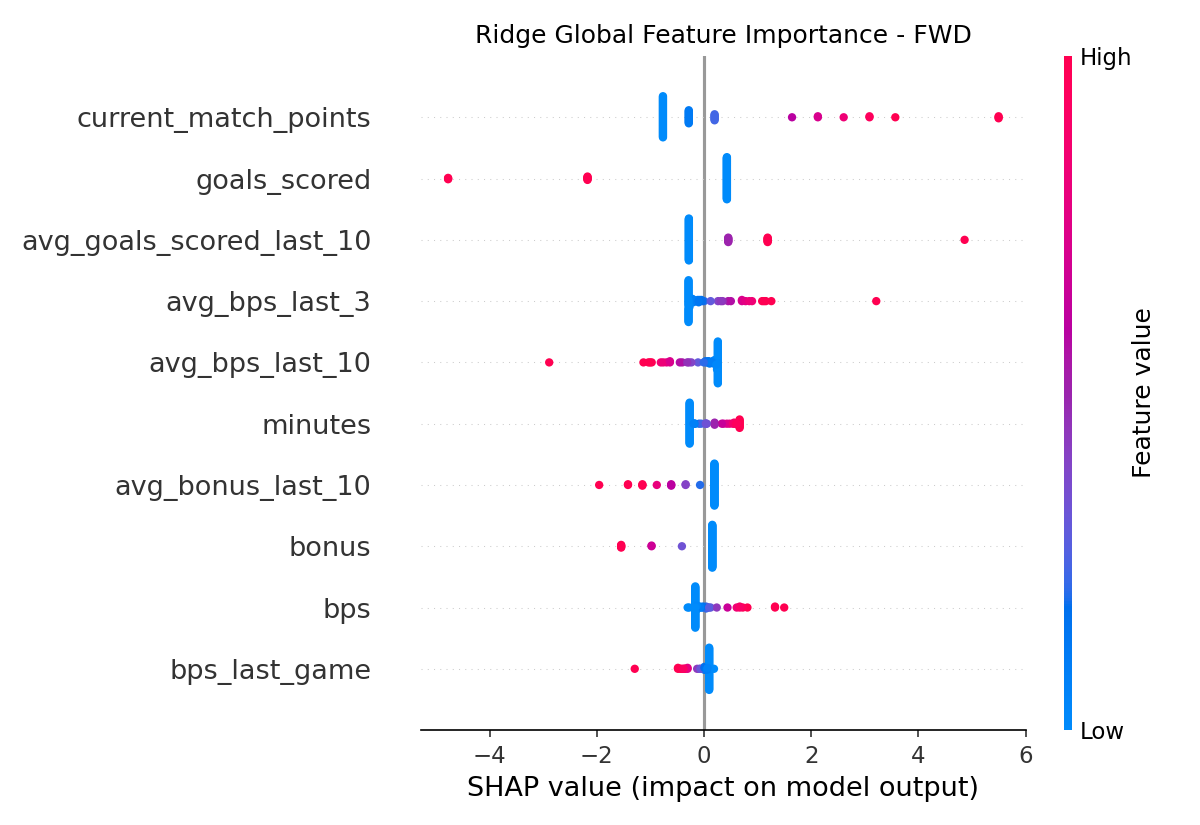 Ridge Global Feature Importance - FWD
High
current_match_points
goals_scored
avg_goals_scored_last_10
avg_bps_last_3
avg_bps_last_10
minutes
avg_bonus_last_10
bonus
bps
bps_last_game
Feature value
Low
−4 −2 0 2 4 6
SHAP value (impact on model output)